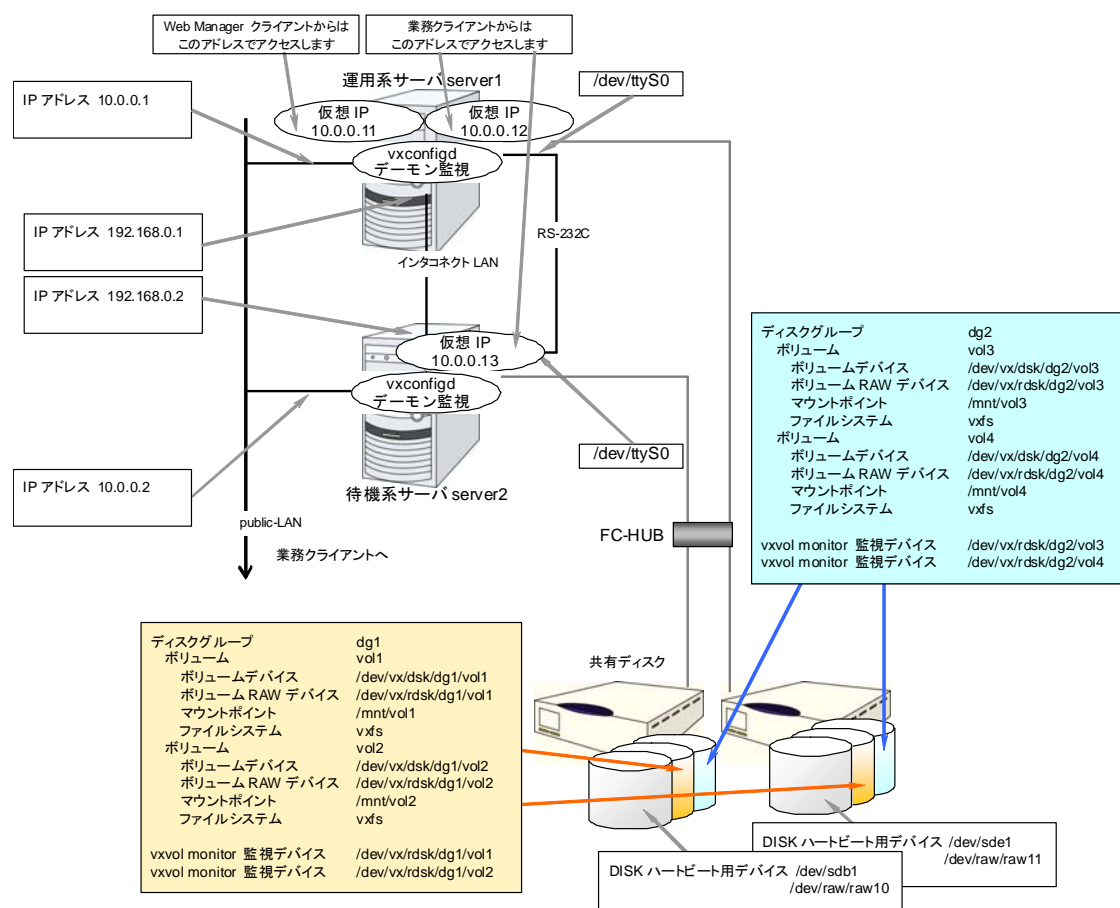 Web Manager クライアントからは
このアドレスでアクセスします
業務クライアントからは
このアドレスでアクセスします
運用系サーバ server1
/dev/ttyS0
IP アドレス 10.0.0.1
仮想 IP
10.0.0.11
仮想 IP
10.0.0.12
vxconfigd
デーモン監視
IP アドレス 192.168.0.1
RS-232C
インタコネクト LAN
IP アドレス 192.168.0.2
仮想 IP
10.0.0.13
vxconfigd
デーモン監視
/dev/ttyS0
IP アドレス 10.0.0.2
待機系サーバ server2
public-LAN
業務クライアントへ
FC-HUB
ディスクグループ dg2
ボリューム vol3
ボリュームデバイス /dev/vx/dsk/dg2/vol3
ボリューム RAW デバイス /dev/vx/rdsk/dg2/vol3
マウントポイント /mnt/vol3
ファイルシステム vxfs
ボリューム vol4
ボリュームデバイス /dev/vx/dsk/dg2/vol4
ボリューム RAW デバイス /dev/vx/rdsk/dg2/vol4
マウントポイント /mnt/vol4
ファイルシステム vxfs
vxvol monitor 監視デバイス /dev/vx/rdsk/dg2/vol3
vxvol monitor 監視デバイス /dev/vx/rdsk/dg2/vol4
ディスクグループ dg1
ボリューム vol1
ボリュームデバイス /dev/vx/dsk/dg1/vol1
ボリューム RAW デバイス /dev/vx/rdsk/dg1/vol1
マウントポイント /mnt/vol1
ファイルシステム vxfs
ボリューム vol2
ボリュームデバイス /dev/vx/dsk/dg1/vol2
ボリューム RAW デバイス /dev/vx/rdsk/dg1/vol2
マウントポイント /mnt/vol2
ファイルシステム vxfs
vxvol monitor 監視デバイス /dev/vx/rdsk/dg1/vol1
vxvol monitor 監視デバイス /dev/vx/rdsk/dg1/vol2
共有ディスク
DISK ハートビート用デバイス /dev/sde1
/dev/raw/raw11
DISK ハートビート用デバイス /dev/sdb1
/dev/raw/raw10